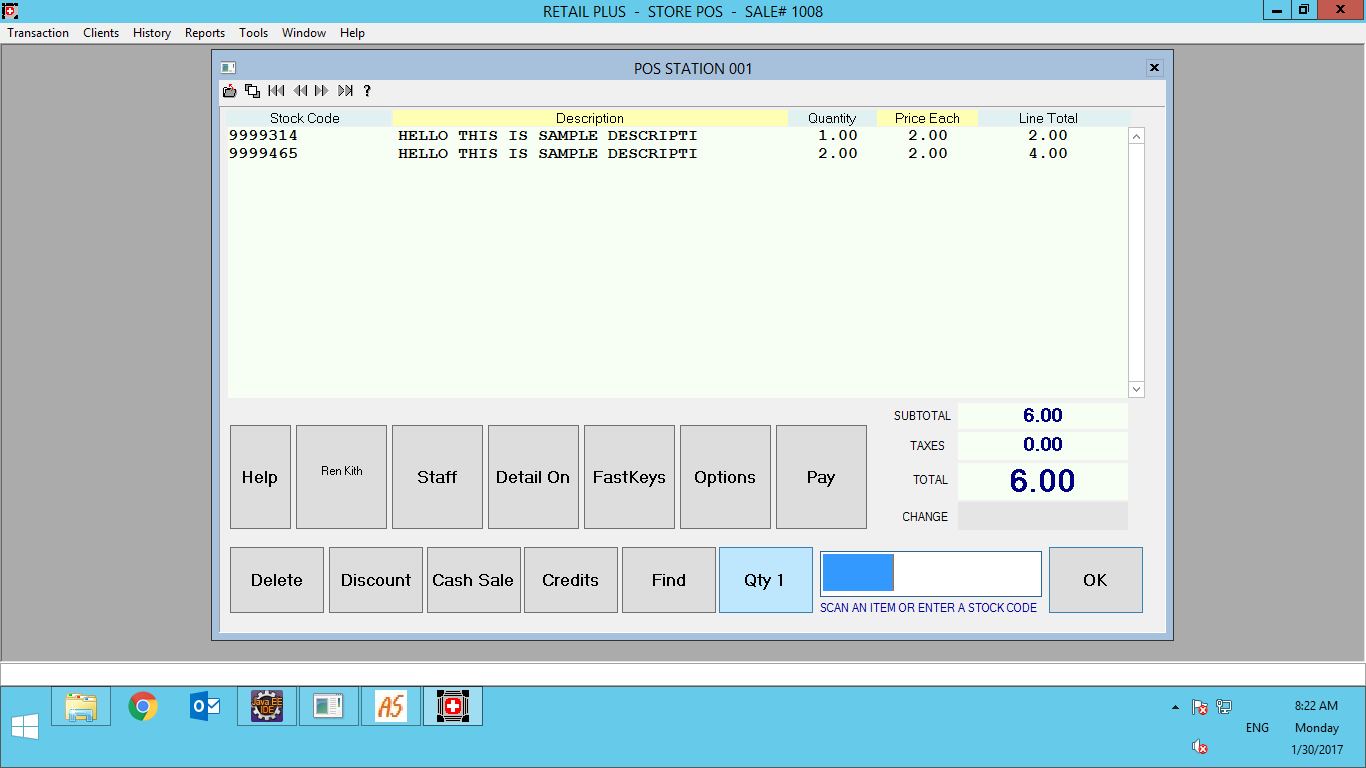 RETAIL PLUS - STORE POS - SALE# 1008
Transaction Clients History Reports Tools Window Help
POS STATION 001
?
Stock Code Description Quantity Price Each Line Total
9999314 HELLO THIS IS SAMPLE DESCRIPTI 1.00 2.00 2.00
9999465 HELLO THIS IS SAMPLE DESCRIPTI 2.00 2.00 4.00
SUBTOTAL 6.00
TAXES 0.00
TOTAL 6.00
CHANGE
Help Ren Kith Staff Detail On FastKeys Options Pay
Delete Discount Cash Sale Credits Find Qty 1 OK
SCAN AN ITEM OR ENTER A STOCK CODE
Java EE
IDE
AS
ENG
8:22 AM
Monday
1/30/2017